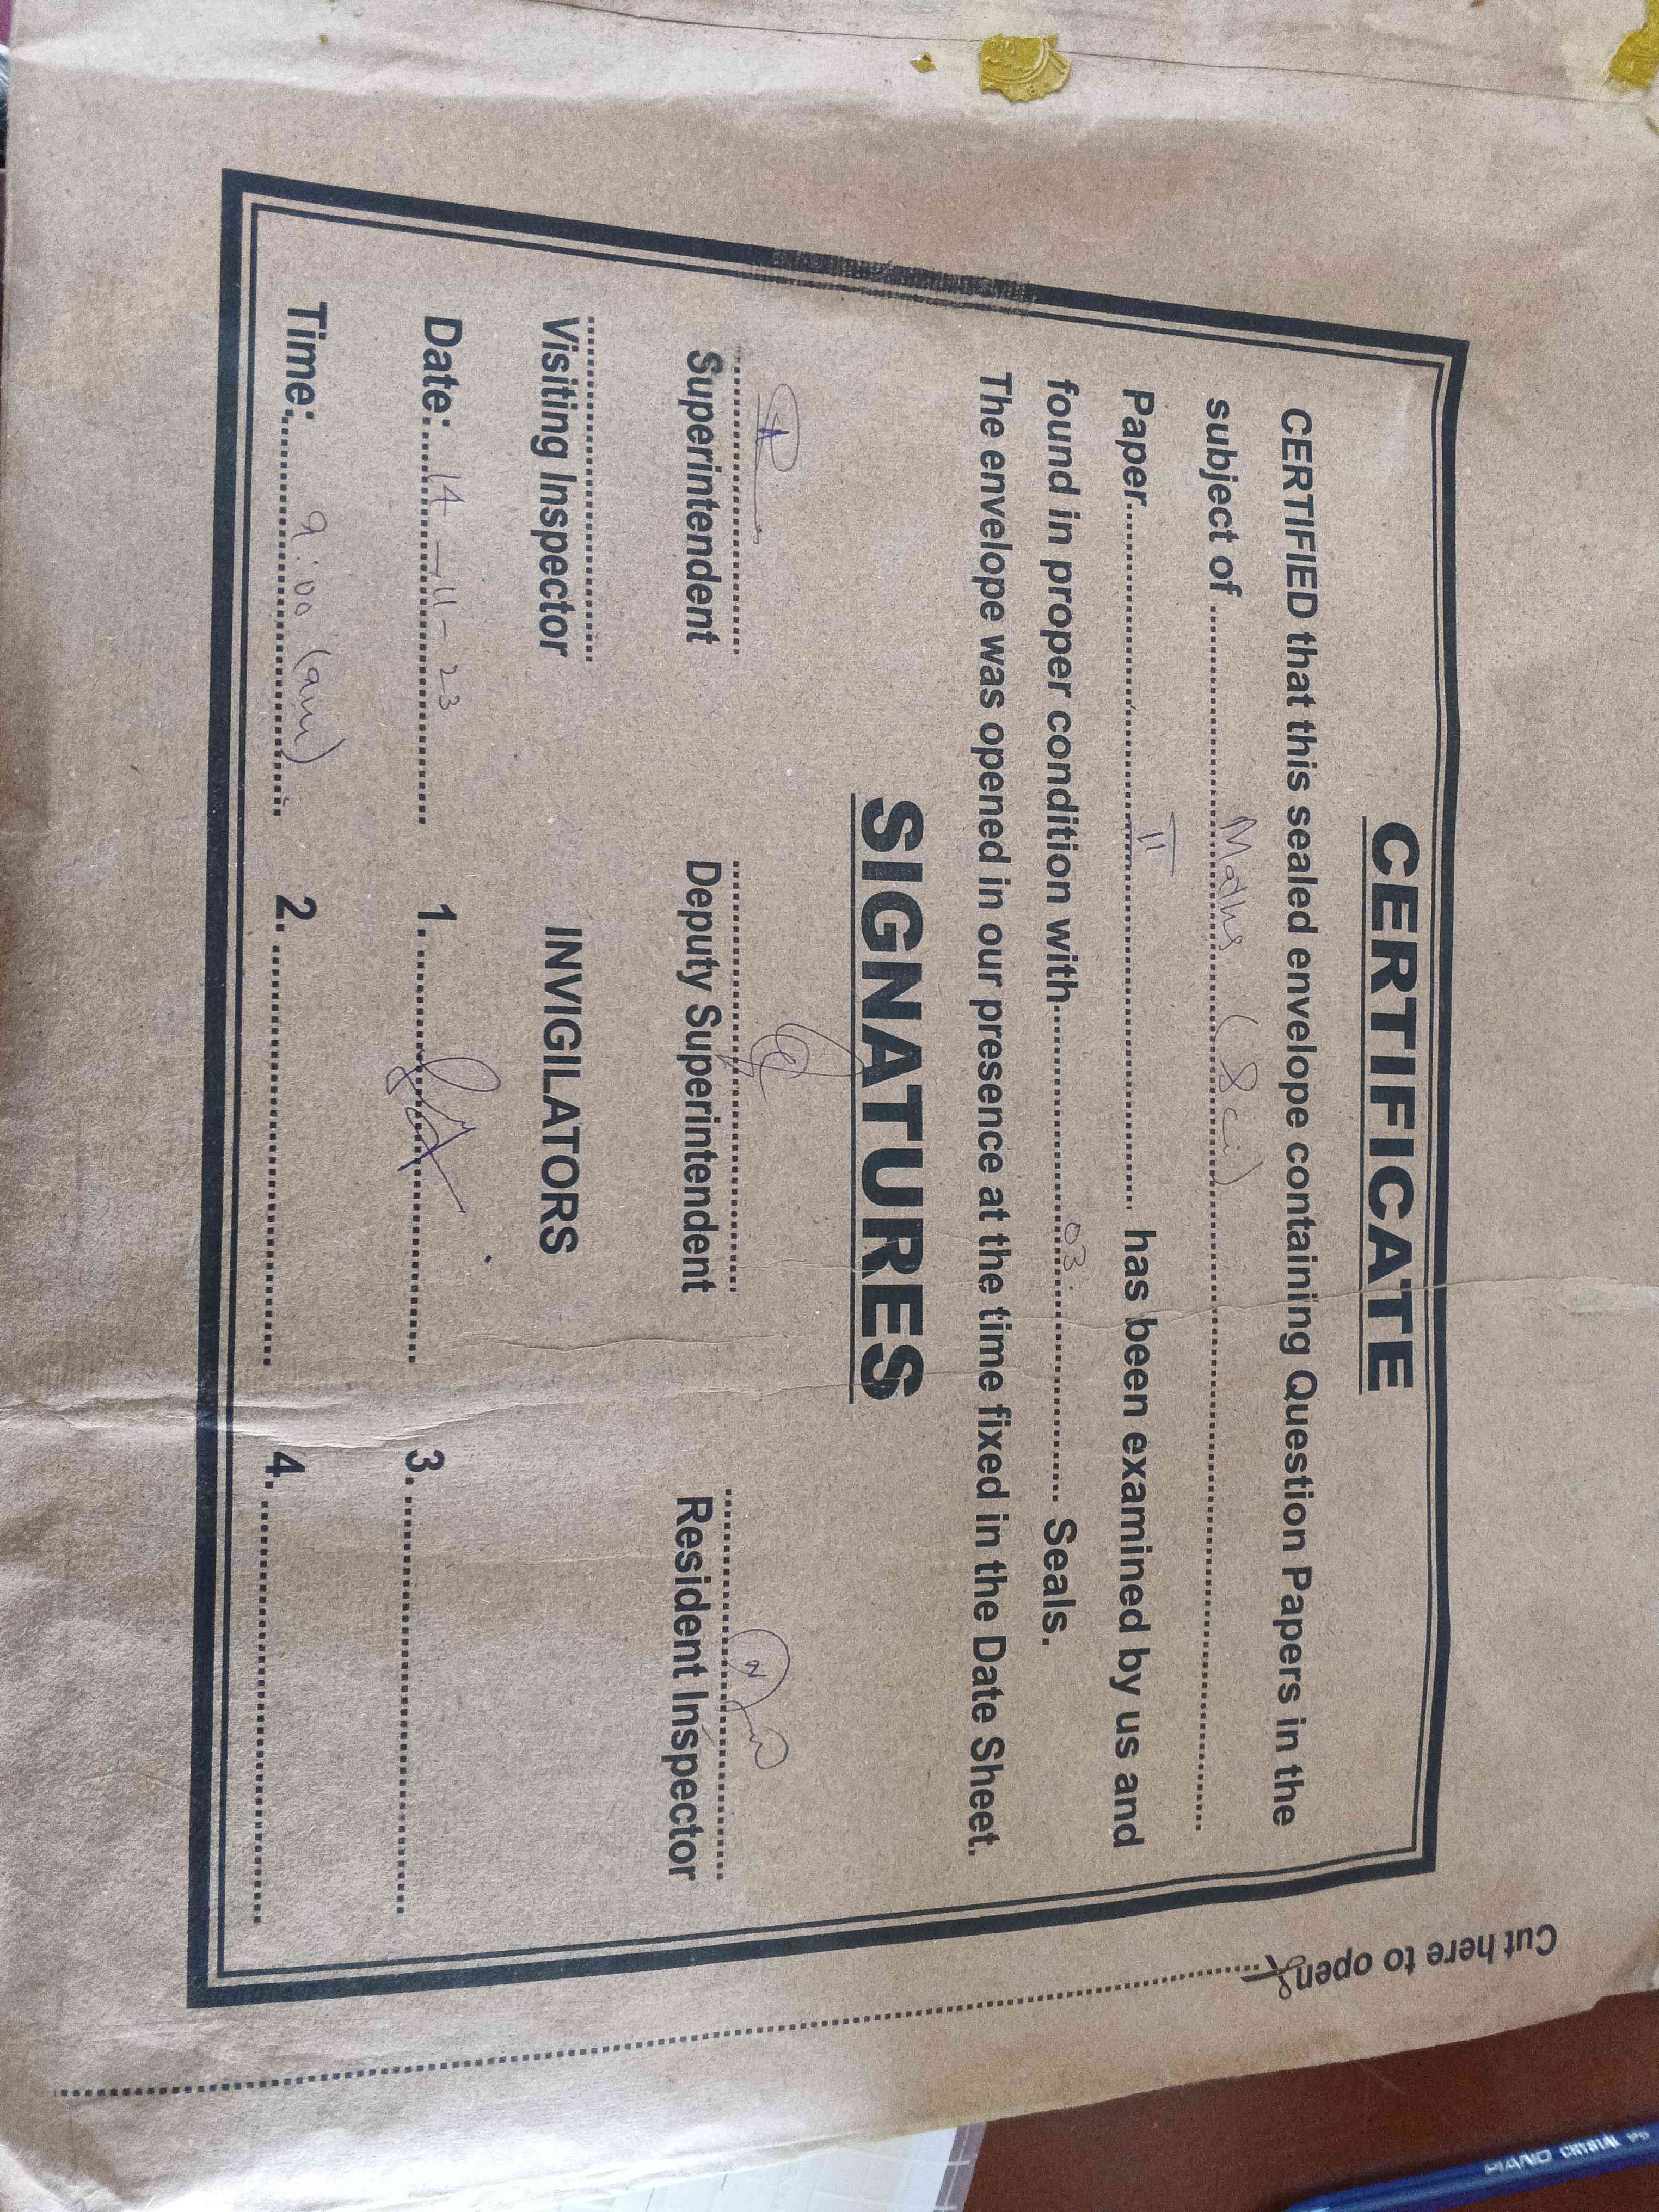 CERTIFICATE
CERTIFIED that this sealed envelope containing Question Papers in the
subject of ........ Maths (Sci) ........
Paper........ II ........ has been examined by us and
found in proper condition with........ 03 ........ Seals.
The envelope was opened in our presence at the time fixed in the Date Sheet.
SIGNATURES
Superintendent Deputy Superintendent Resident Inspector
Visiting Inspector INVIGILATORS
Date:.....14-11-23........ 1. ........ 3. ........
Time:........ 9:00 (am) ........ 2. ........ 4. ........
Cut here to open
PIANO CRYSTAL